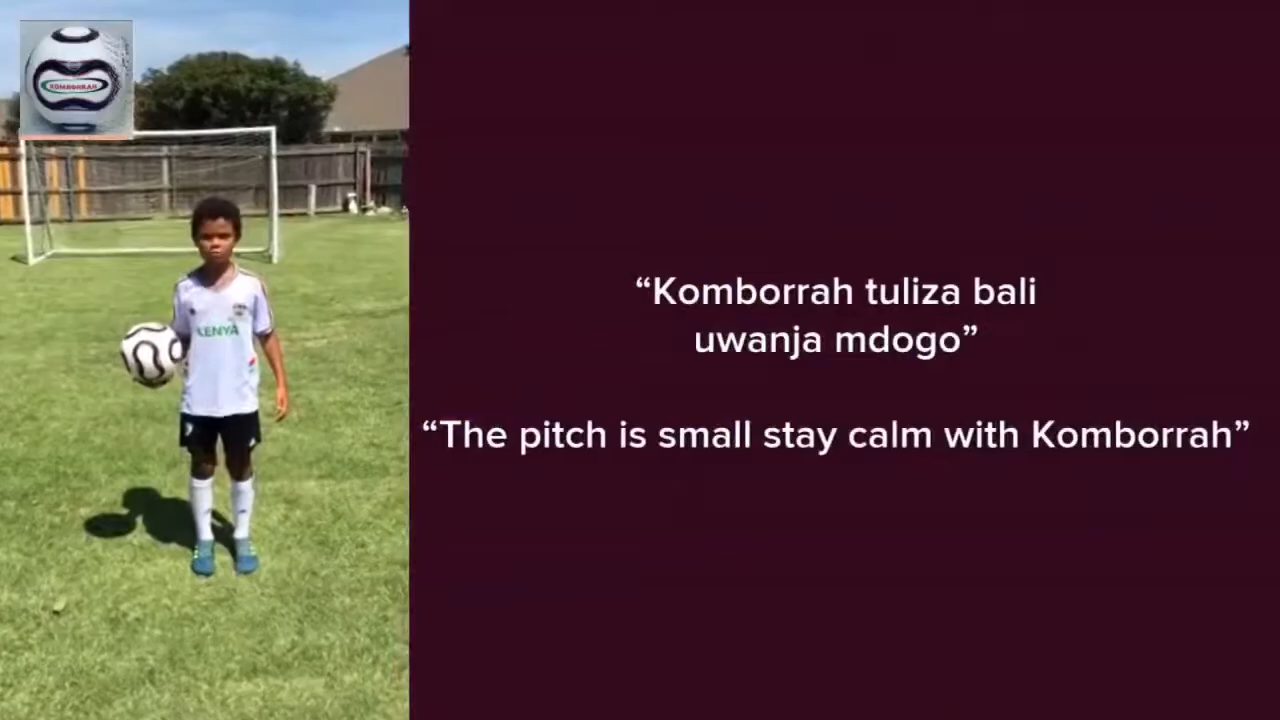 KOMBORRAH
KENYA
“Komborrah tuliza bali
uwanja mdogo”
“The pitch is small stay calm with Komborrah”